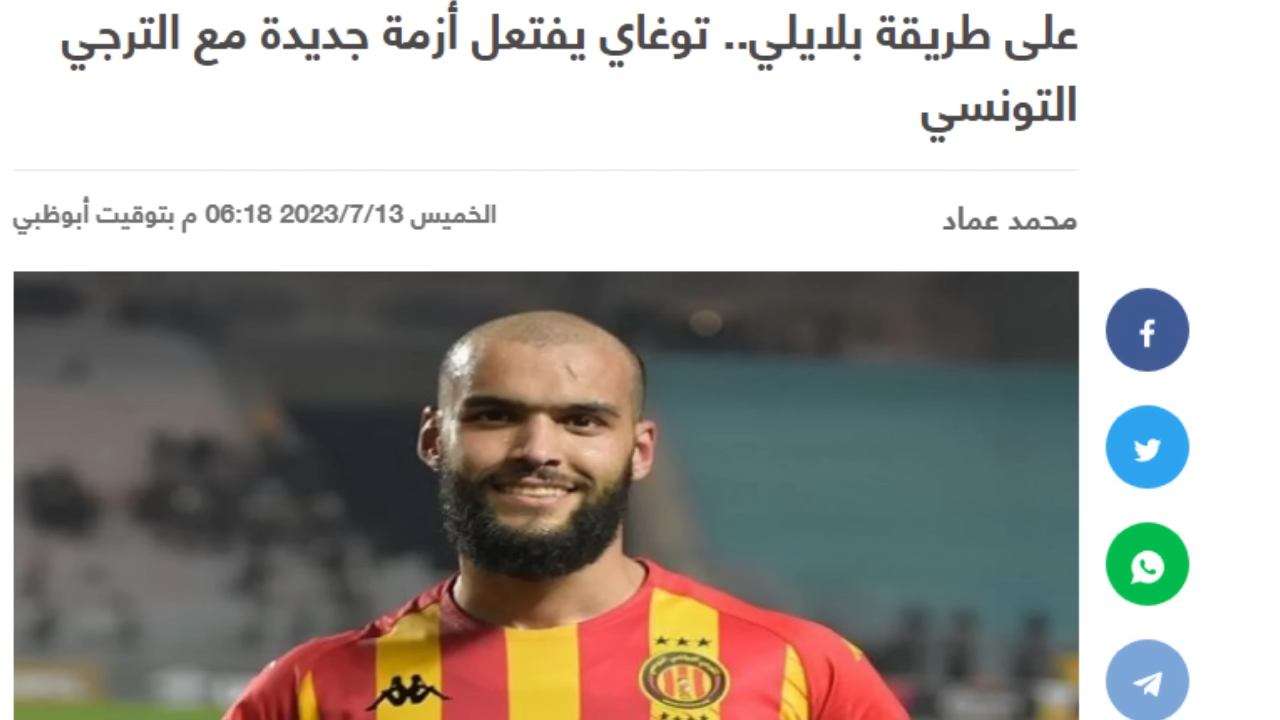 على طريقة بلايلي.. توغاي يفتعل أزمة جديدة مع الترجي
التونسي
محمد عماد
الخميس 2023/7/13 06:18 م بتوقيت أبوظبي